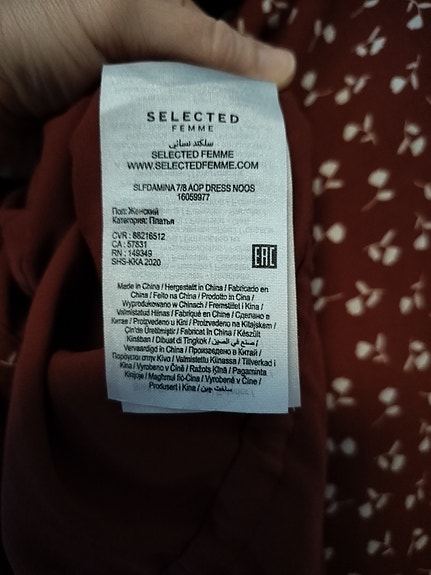 SELECTED
FEMME
سلكتد نسائي
SELECTED FEMME
WWW.SELECTEDFEMME.COM
SLFDAMINA 7/8 AOP DRESS NOOS
16059977
Пол: Женский
Категория: Платья
CVR : 88216512
CA : 57831
RN : 149349
SHS-KKA 2020
EAC
Made in China / Hergestellt in China / Fabricado en
China / Feito na China / Prodotto in Cina /
Wyprodukowano w Chinach / Fremstillet i Kina /
Valmistatud Hiinas / Fabriqué en Chine / Сделано в
Китае / Proizvedeno u Kini / Proizvedeno na Kitajskem /
Çin'de Üretilmiştir / Fabricat în China / Készült
Kínában / Dibuat di Tiongkok / صنع في الصين /
Vervaardigd in China / Произведено в Китай /
Παράγεται στην Κίνα / Valmistettu Kiinassa / Tillverkad i
Kina / Vyrobeno v Číně / Ražots Ķīnā / Pagaminta
Kinijoje / Maghmul fiċ-Ċina / Vyrobené v Číne /
Produsert i Kina /